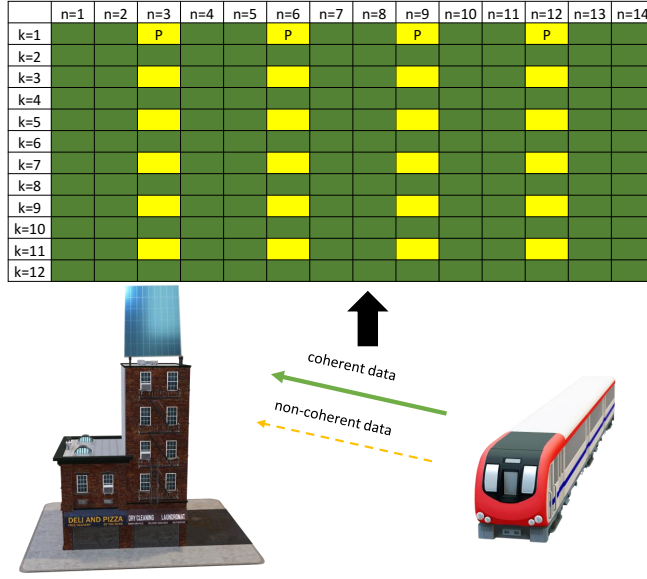 n=1 n=2 n=3 n=4 n=5 n=6 n=7 n=8 n=9 n=10 n=11 n=12 n=13 n=14
k=1 P P P P
k=2
k=3
k=4
k=5
k=6
k=7
k=8
k=9
k=10
k=11
k=12
coherent data
non-coherent data
DELI AND PIZZA DRY CLEANING LAUNDROMAT